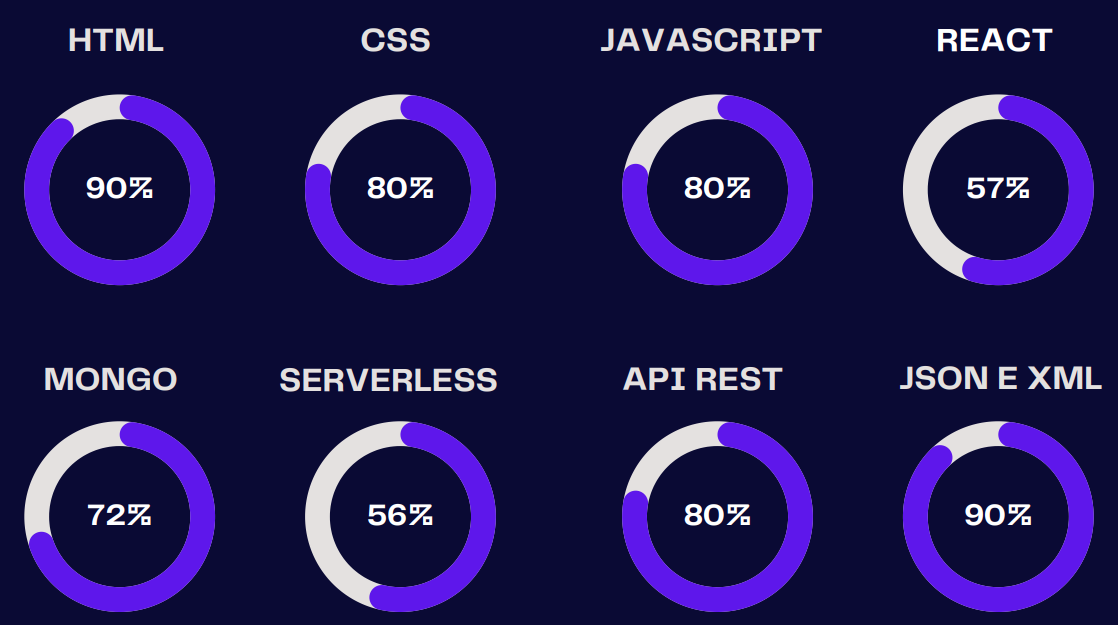 HTML
CSS
JAVASCRIPT
REACT
90%
80%
80%
57%
MONGO
SERVERLESS
API REST
JSON E XML
72%
56%
80%
90%